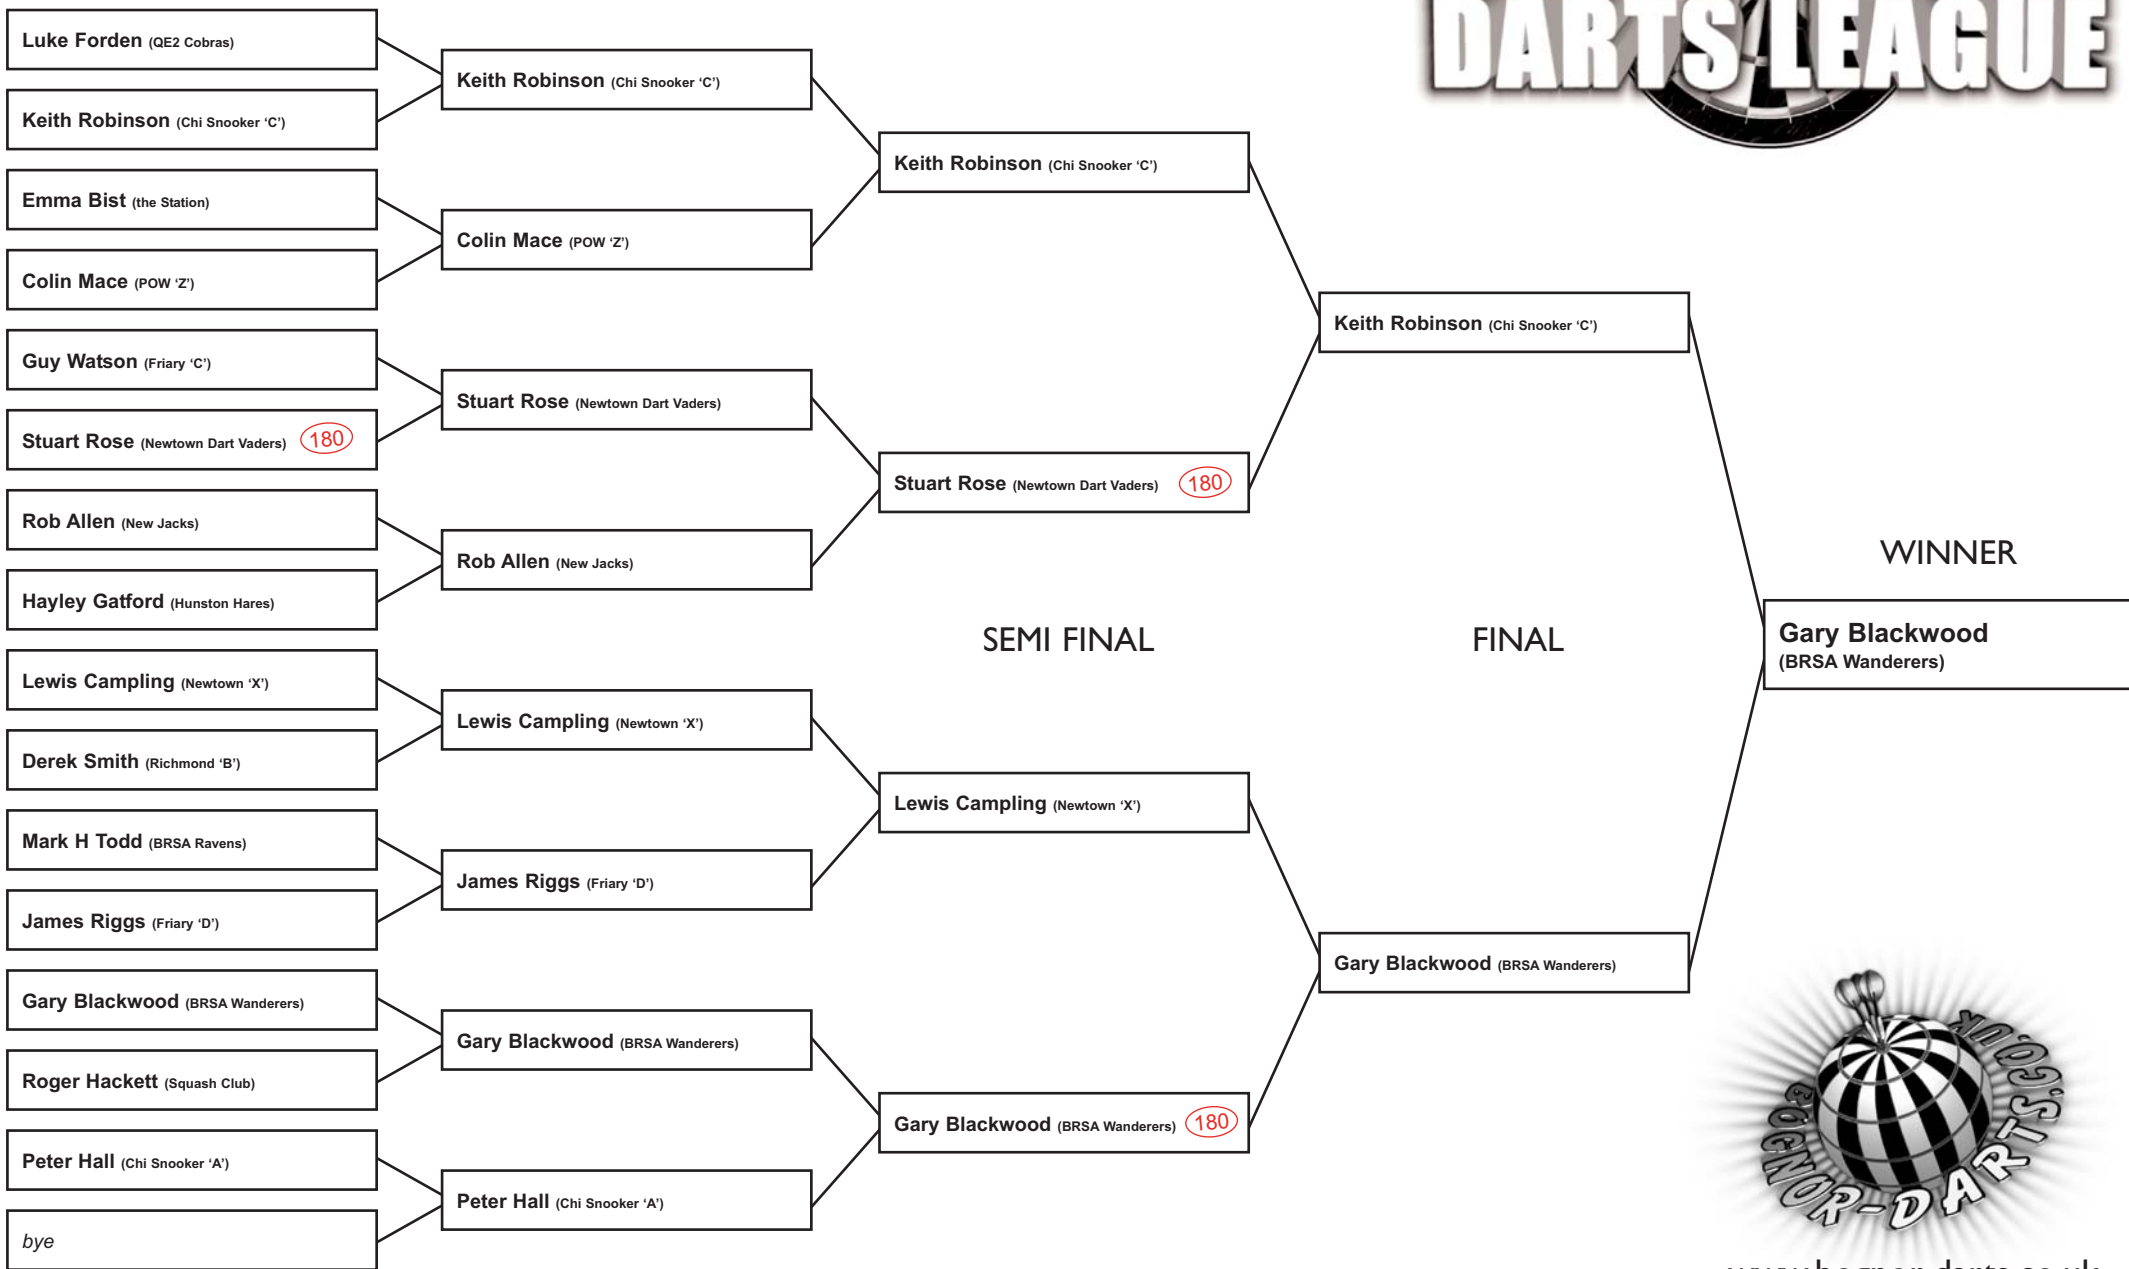 DARTS LEAGUE
Luke Forden (QE2 Cobras)
Keith Robinson (Chi Snooker ‘C’)
Emma Bist (the Station)
Colin Mace (POW ‘Z’)
Guy Watson (Friary ‘C’)
Stuart Rose (Newtown Dart Vaders) 180
Rob Allen (New Jacks)
Hayley Gatford (Hunston Hares)
Lewis Campling (Newtown ‘X’)
Derek Smith (Richmond ‘B’)
Mark H Todd (BRSA Ravens)
James Riggs (Friary ‘D’)
Gary Blackwood (BRSA Wanderers)
Roger Hackett (Squash Club)
Peter Hall (Chi Snooker ‘A’)
bye
Keith Robinson (Chi Snooker ‘C’)
Colin Mace (POW ‘Z’)
Stuart Rose (Newtown Dart Vaders)
Rob Allen (New Jacks)
Lewis Campling (Newtown ‘X’)
James Riggs (Friary ‘D’)
Gary Blackwood (BRSA Wanderers)
Peter Hall (Chi Snooker ‘A’)
Keith Robinson (Chi Snooker ‘C’)
Stuart Rose (Newtown Dart Vaders) 180
SEMI FINAL
Lewis Campling (Newtown ‘X’)
Gary Blackwood (BRSA Wanderers) 180
Keith Robinson (Chi Snooker ‘C’)
FINAL
Gary Blackwood (BRSA Wanderers)
WINNER
Gary Blackwood
(BRSA Wanderers)
BOGNOR-DARTS.CO.UK
www.bognor-darts.co.uk